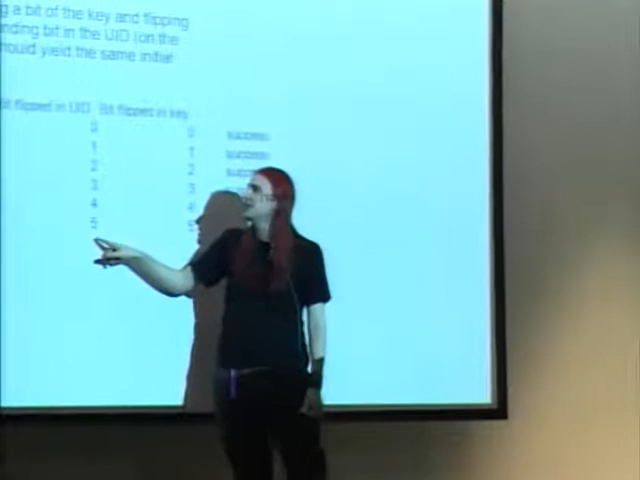 g a bit of the key and flipping
nding bit in the UID (on the
hould yield the same initial
bit flipped in UID Bit flipped in key
0 0 success
1 1 success
2 2 success
3 3
4 4
5 5